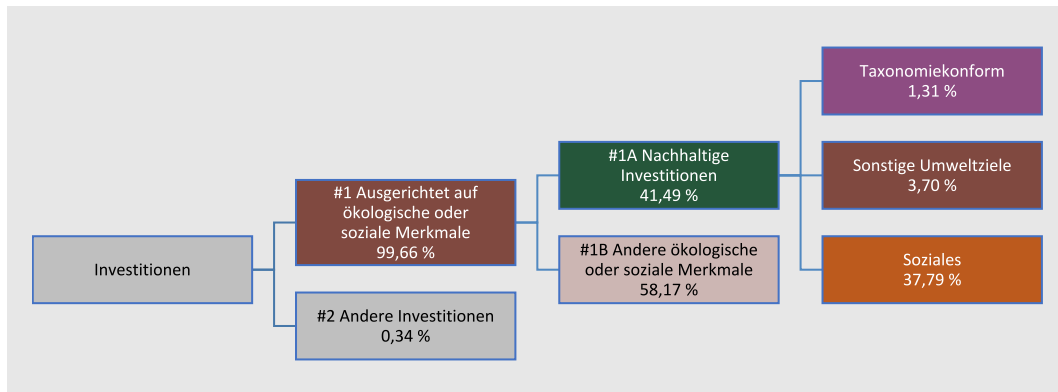 Investitionen
#1 Ausgerichtet auf
ökologische oder
soziale Merkmale
99,66 %
#2 Andere Investitionen
0,34 %
#1A Nachhaltige
Investitionen
41,49 %
#1B Andere ökologische
oder soziale Merkmale
58,17 %
Taxonomiekonform
1,31 %
Sonstige Umweltziele
3,70 %
Soziales
37,79 %